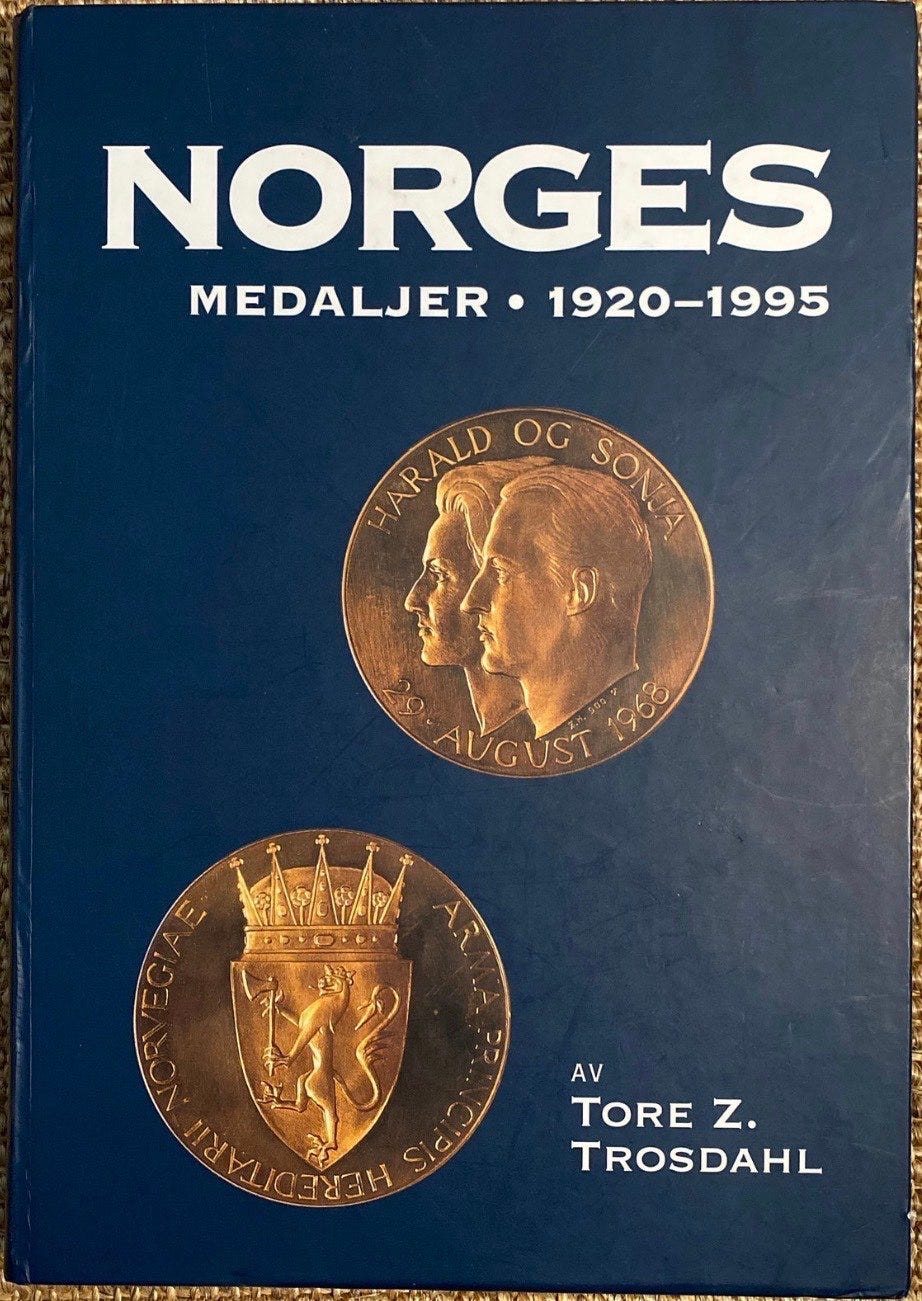 NORGES
MEDALJER • 1920–1995
HARALD OG SONJA
29. AUGUST 1968
ARMA PRINCIPIS HEREDITARII NORVEGIAE
AV
TORE Z.
TROSDAHL